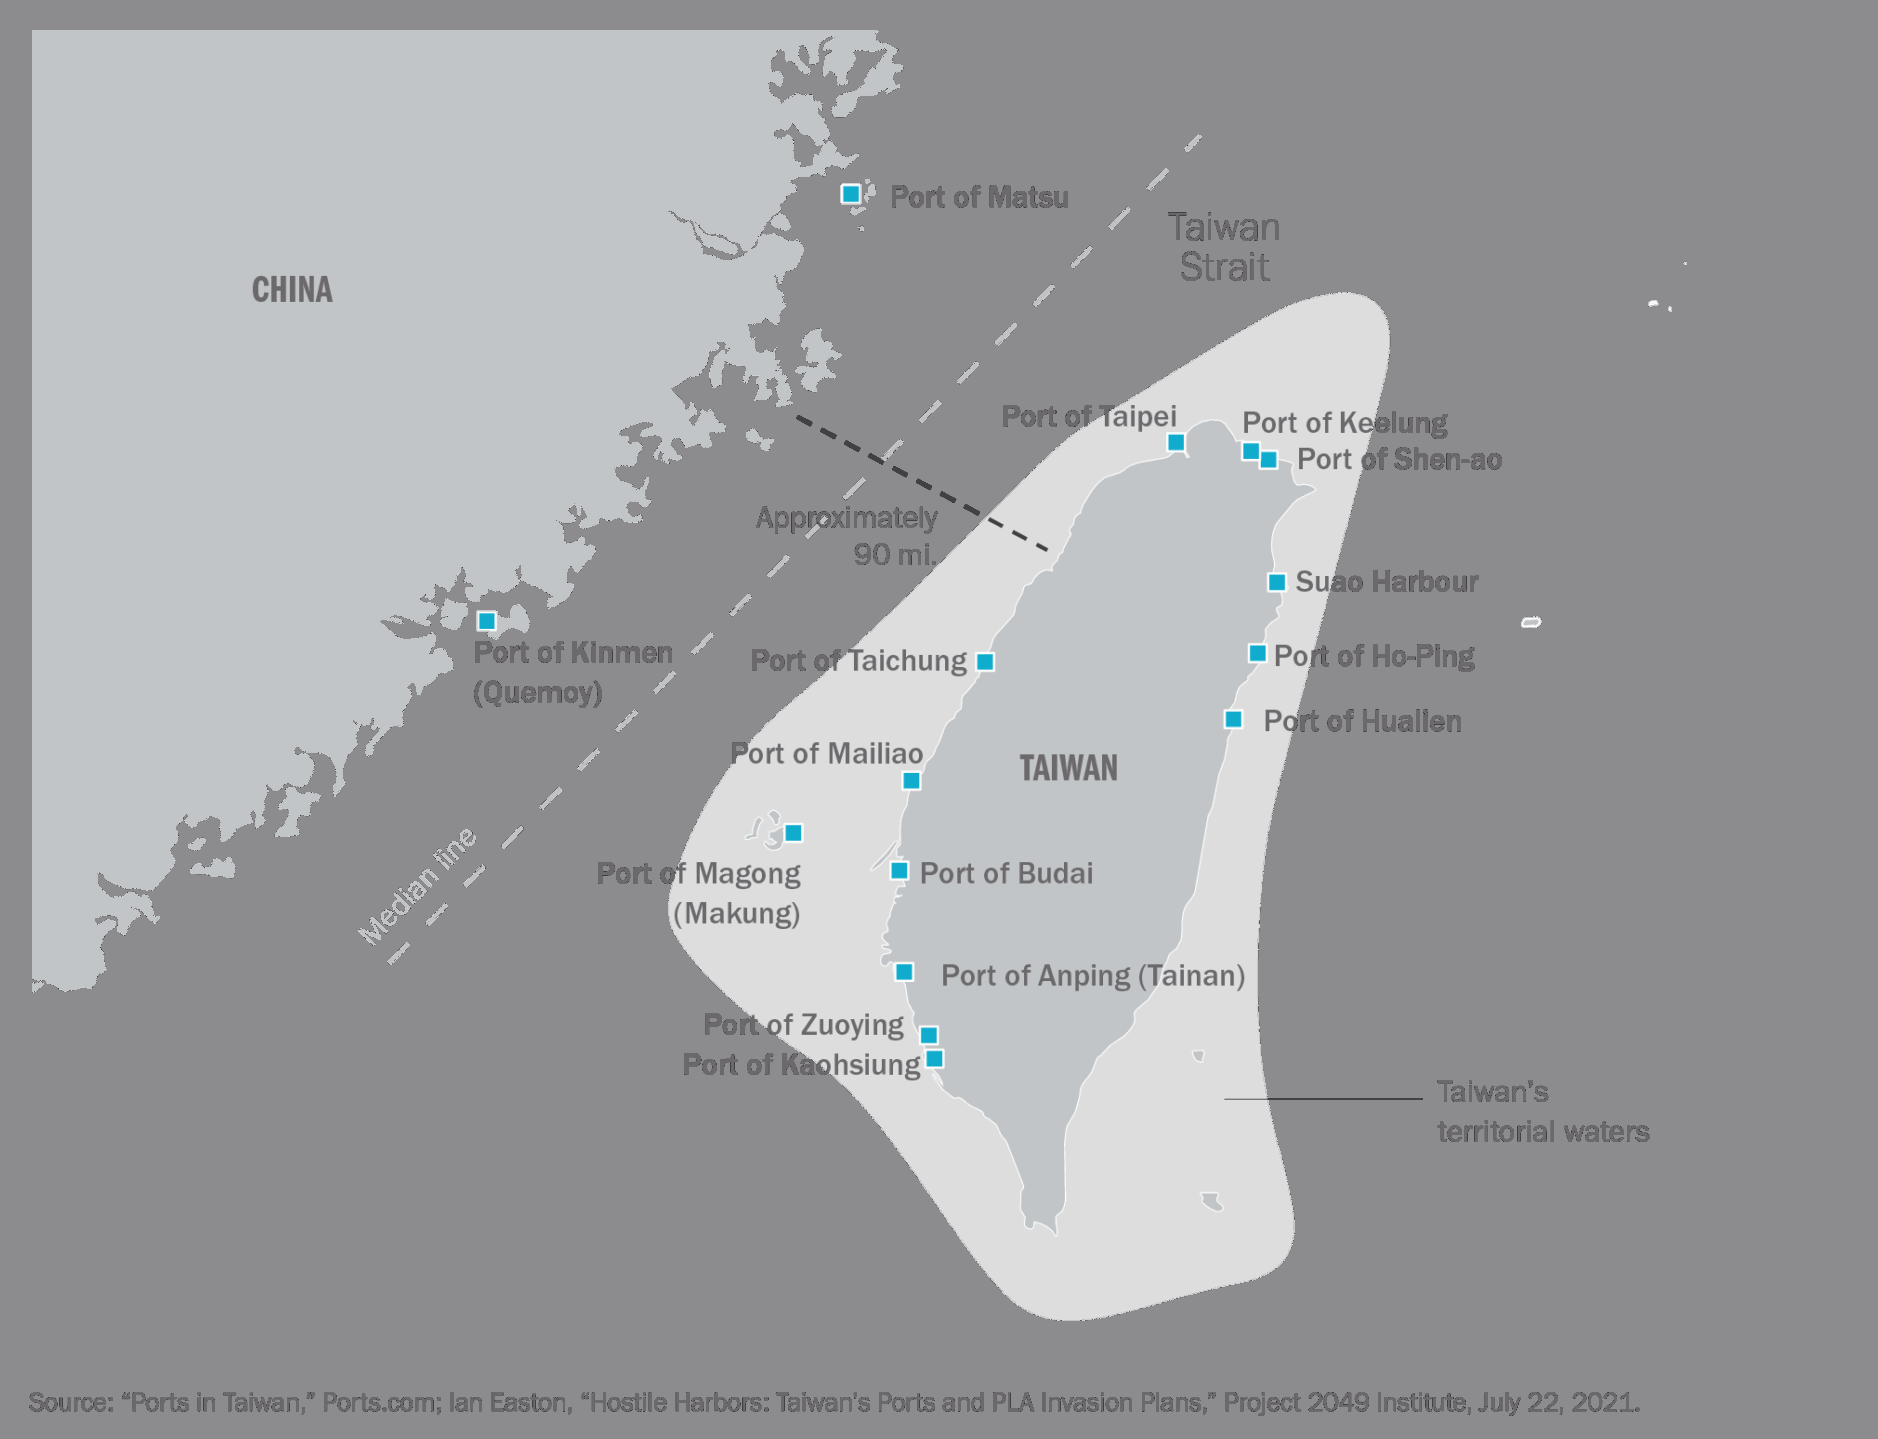 Port of Matsu
Taiwan
Strait
CHINA
Port of Taipei
Port of Keelung
Port of Shen-ao
Approximately
90 mi.
Suao Harbour
Port of Kinmen
(Quemoy)
Port of Taichung
Port of Ho-Ping
Port of Hualien
Port of Mailiao
TAIWAN
Median line
Port of Magong
(Makung)
Port of Budai
Port of Anping (Tainan)
Port of Zuoying
Port of Kaohsiung
Taiwan's
territorial waters
Source: “Ports in Taiwan,” Ports.com; Ian Easton, “Hostile Harbors: Taiwan's Ports and PLA Invasion Plans,” Project 2049 Institute, July 22, 2021.